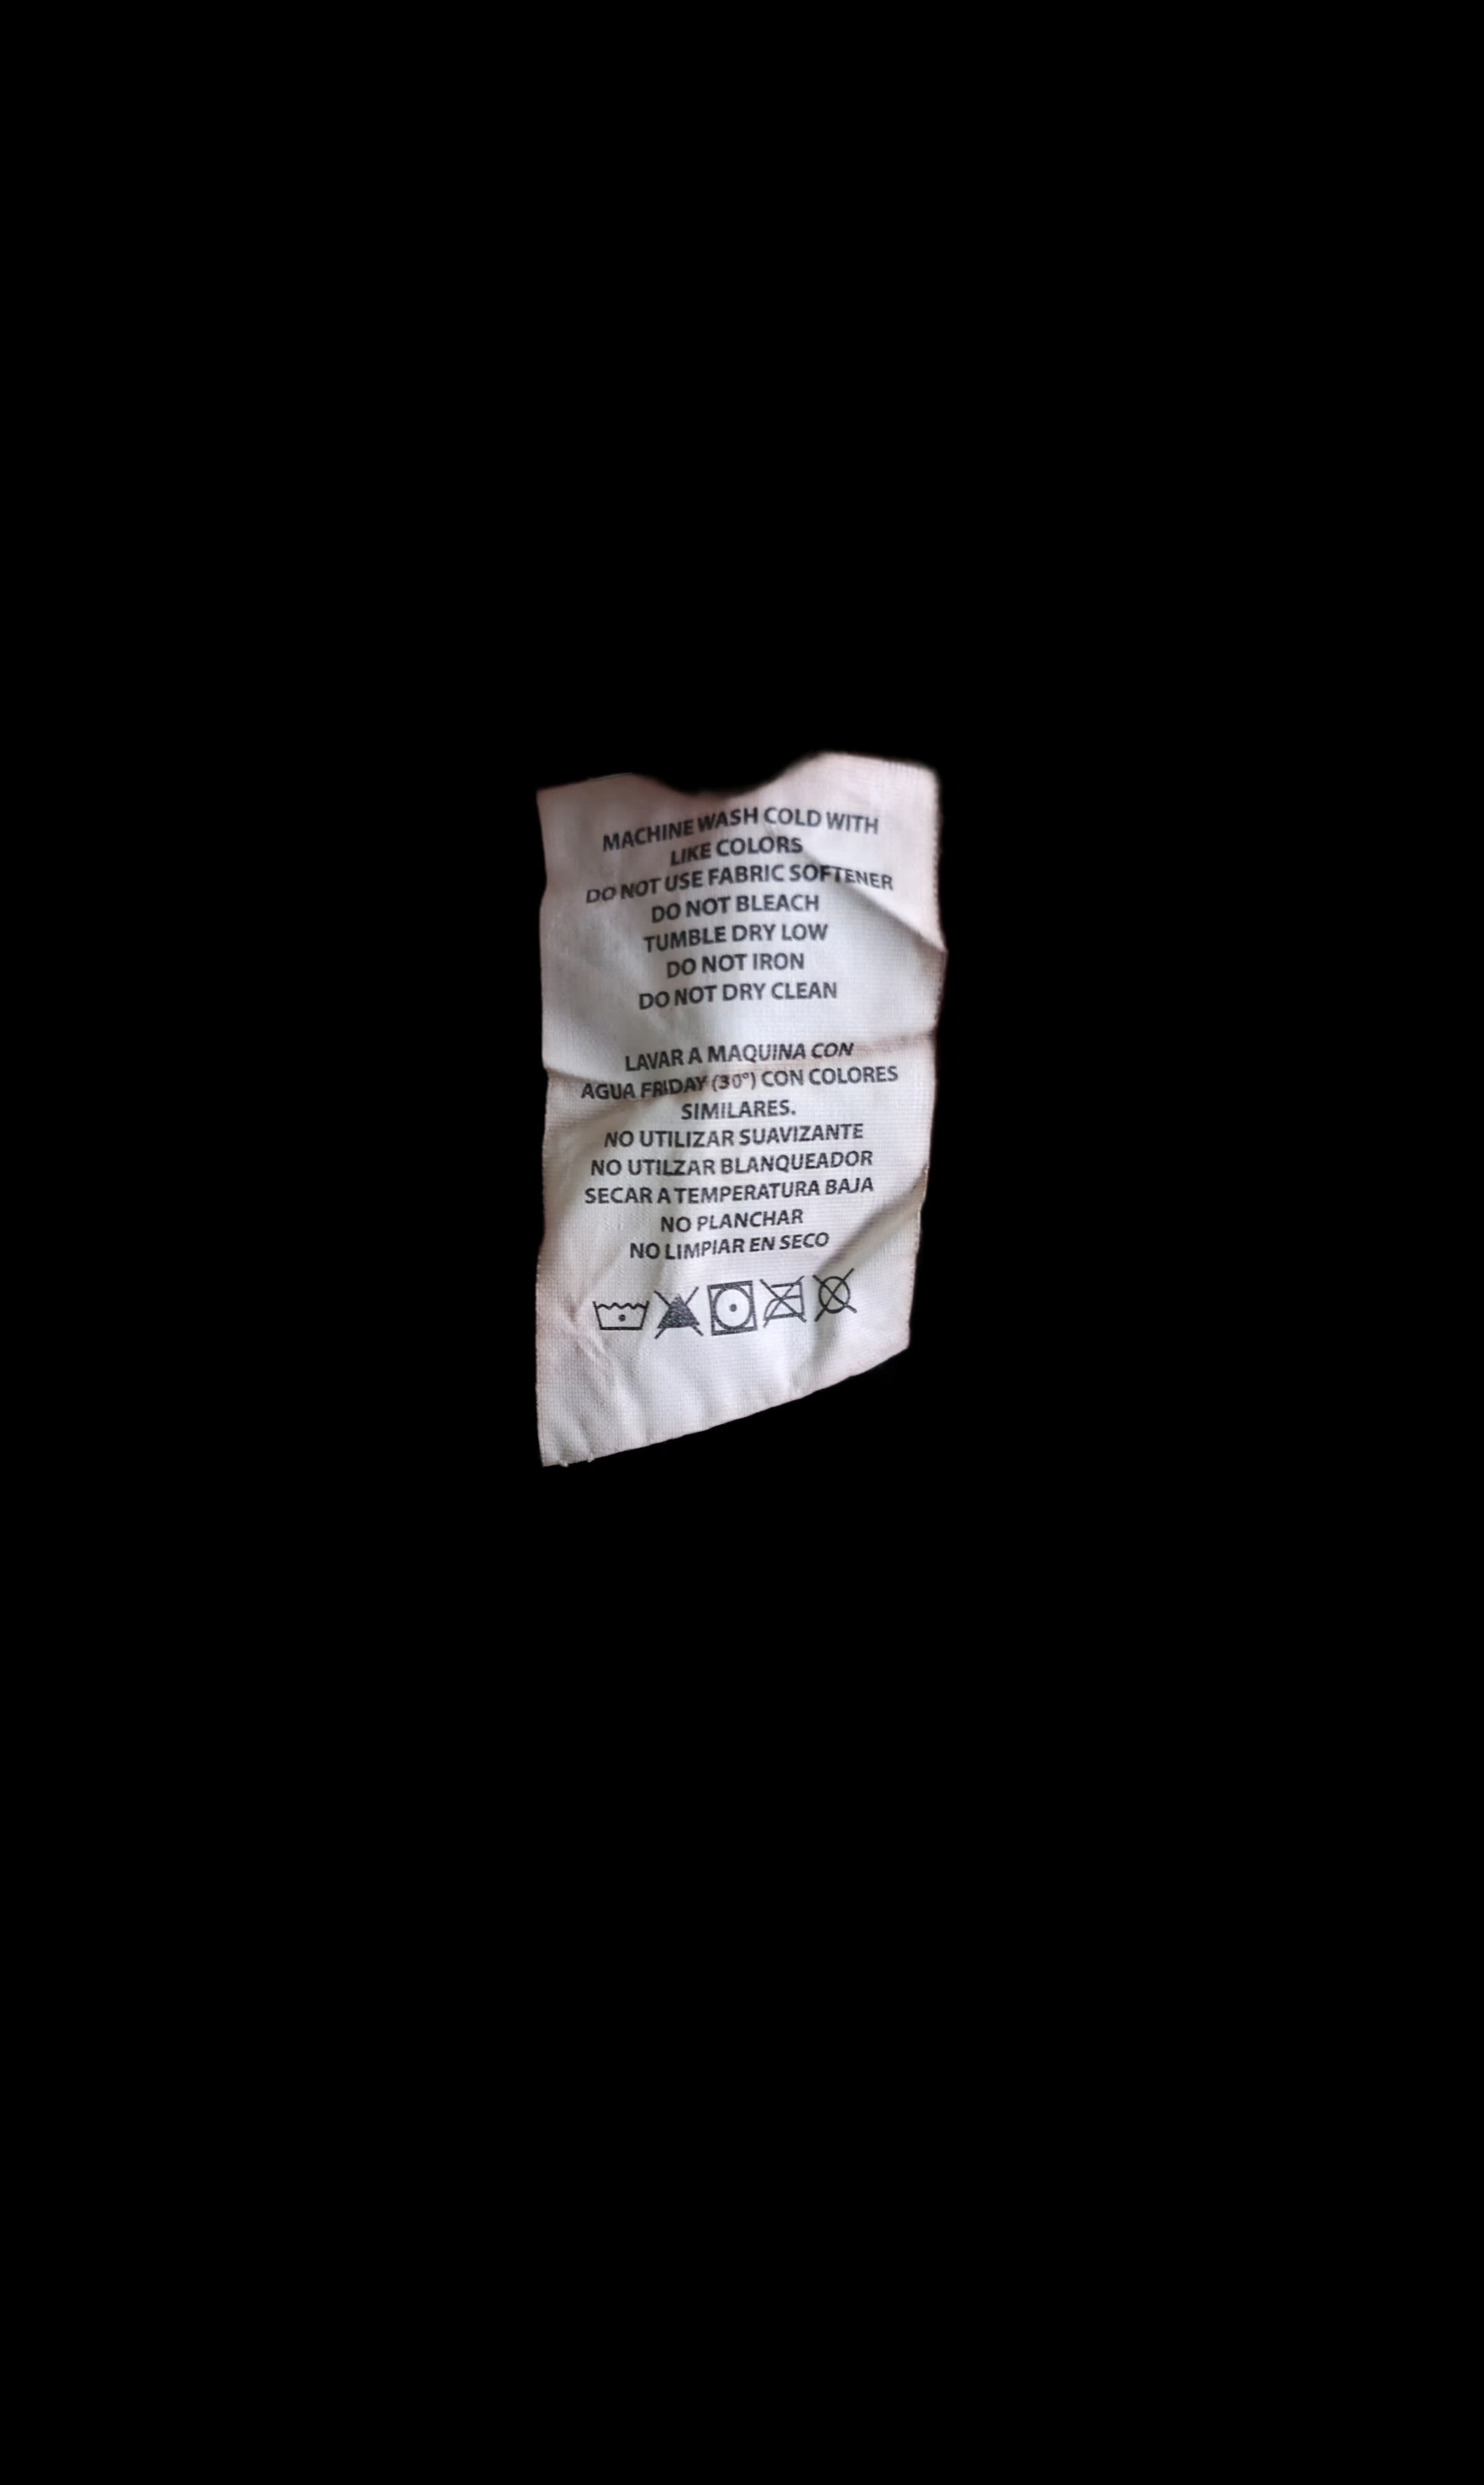 MACHINE WASH COLD WITH
LIKE COLORS
DO NOT USE FABRIC SOFTENER
DO NOT BLEACH
TUMBLE DRY LOW
DO NOT IRON
DO NOT DRY CLEAN
LAVAR A MAQUINA CON
AGUA FRIDAY (30°) CON COLORES
SIMILARES.
NO UTILIZAR SUAVIZANTE
NO UTILZAR BLANQUEADOR
SECAR A TEMPERATURA BAJA
NO PLANCHAR
NO LIMPIAR EN SECO